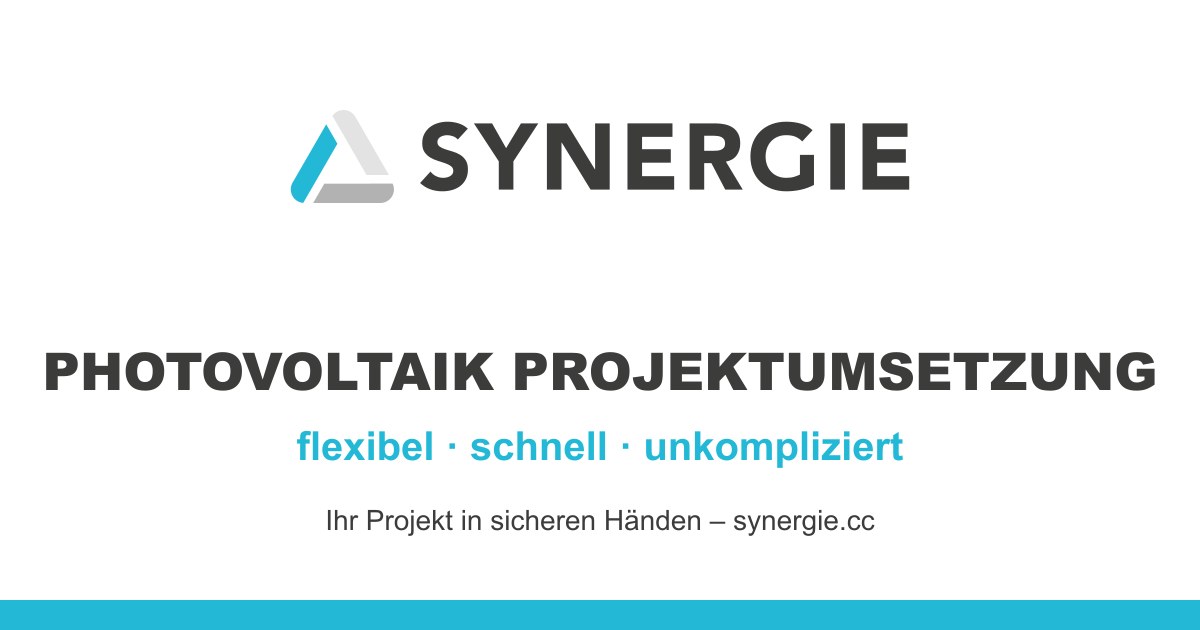 SYNERGIE
PHOTOVOLTAIK PROJEKTUMSETZUNG
flexibel · schnell · unkompliziert
Ihr Projekt in sicheren Händen – synergie.cc